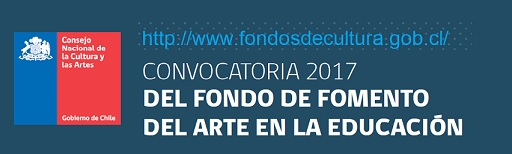 Consejo
Nacional de
la Cultura y
las Artes
Gobierno de Chile
http://www.fondosdecultura.gob.cl/
CONVOCATORIA 2017
DEL FONDO DE FOMENTO
DEL ARTE EN LA EDUCACIÓN